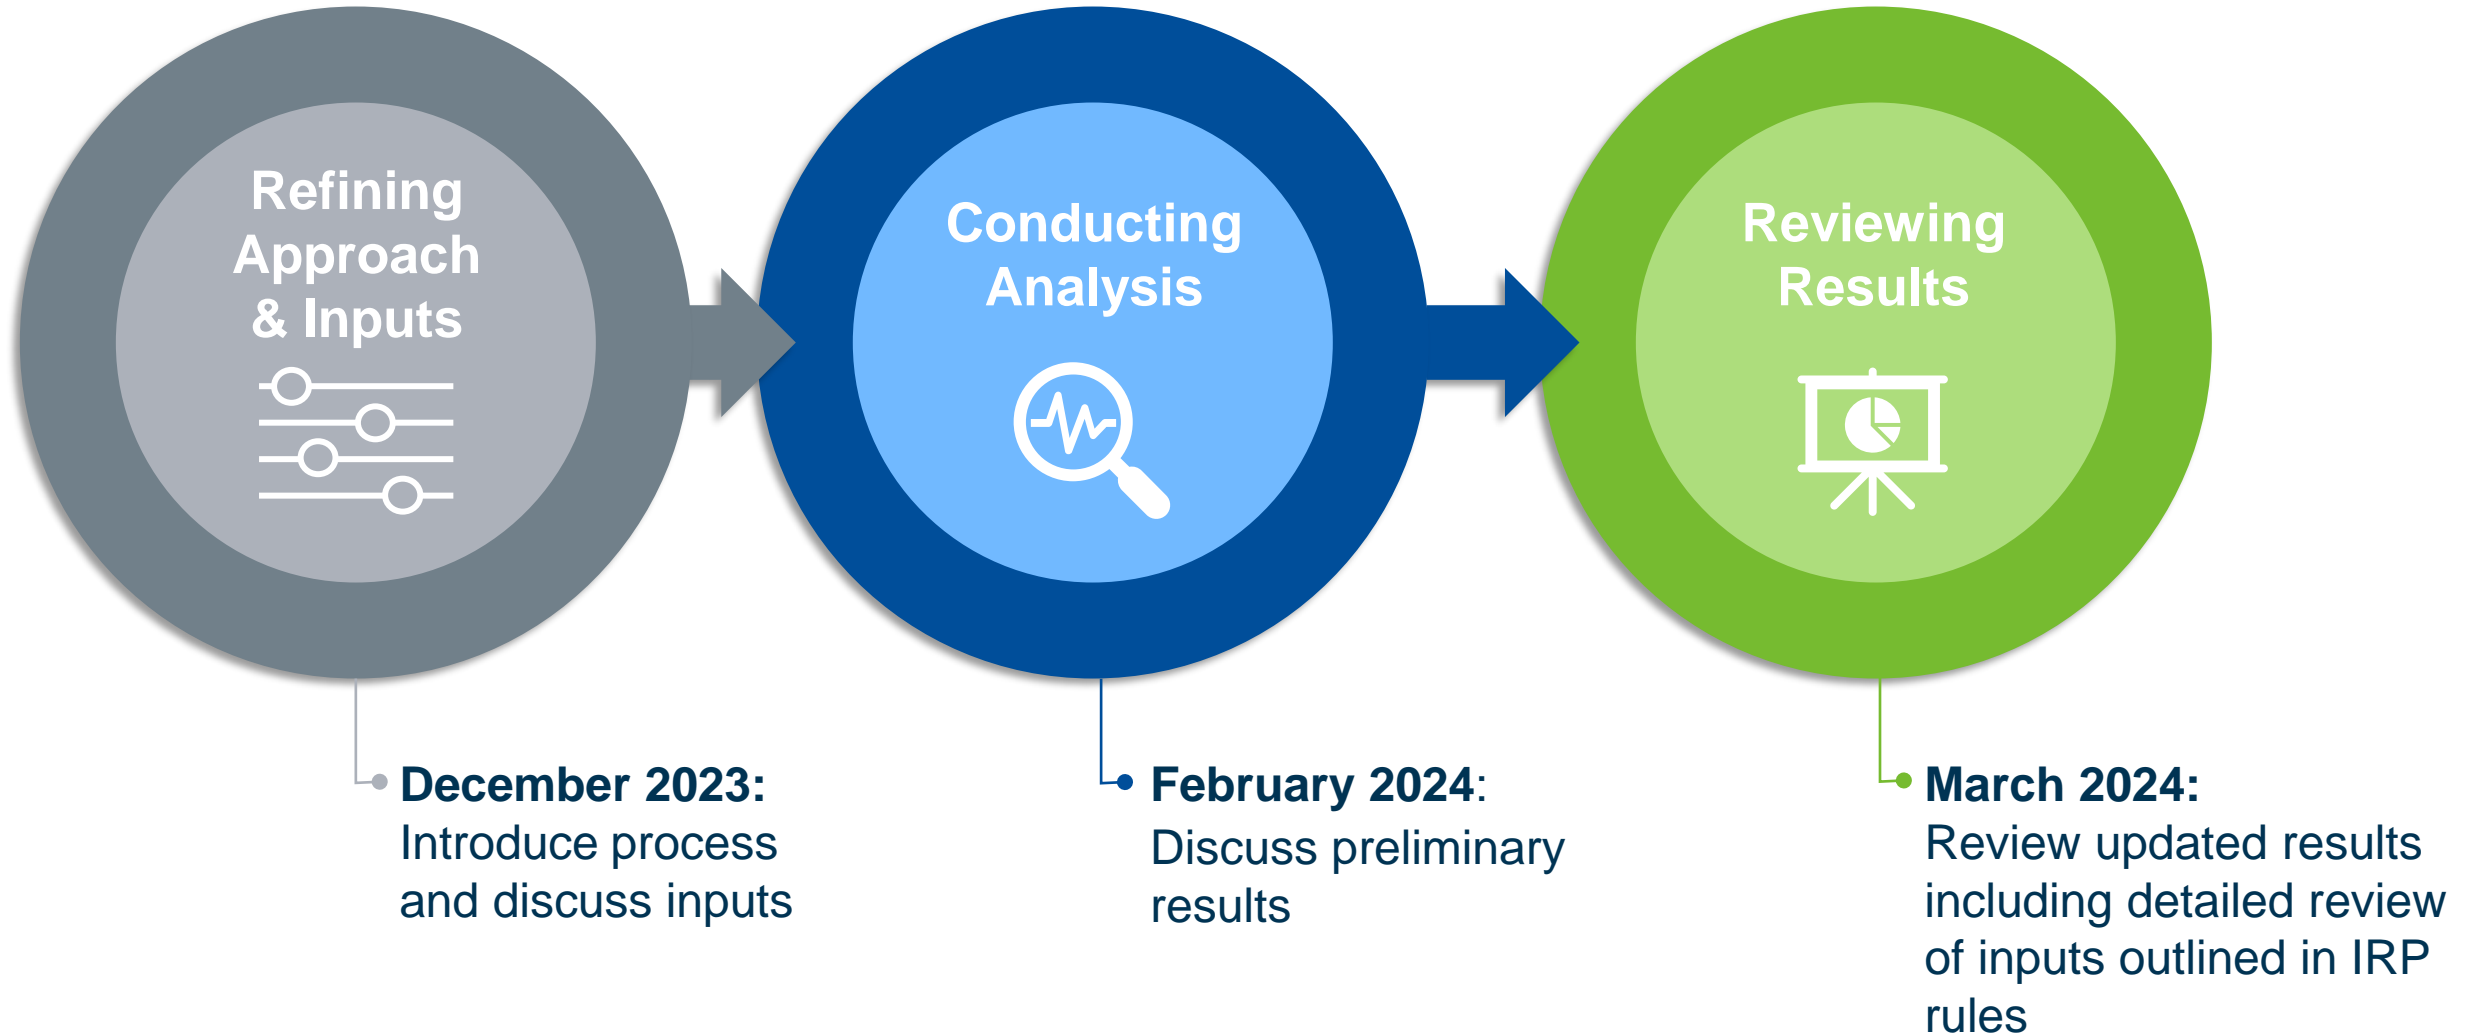 Refining
Approach
& Inputs
Conducting
Analysis
Reviewing
Results
December 2023:
Introduce process
and discuss inputs
February 2024:
Discuss preliminary
results
March 2024:
Review updated results
including detailed review
of inputs outlined in IRP
rules